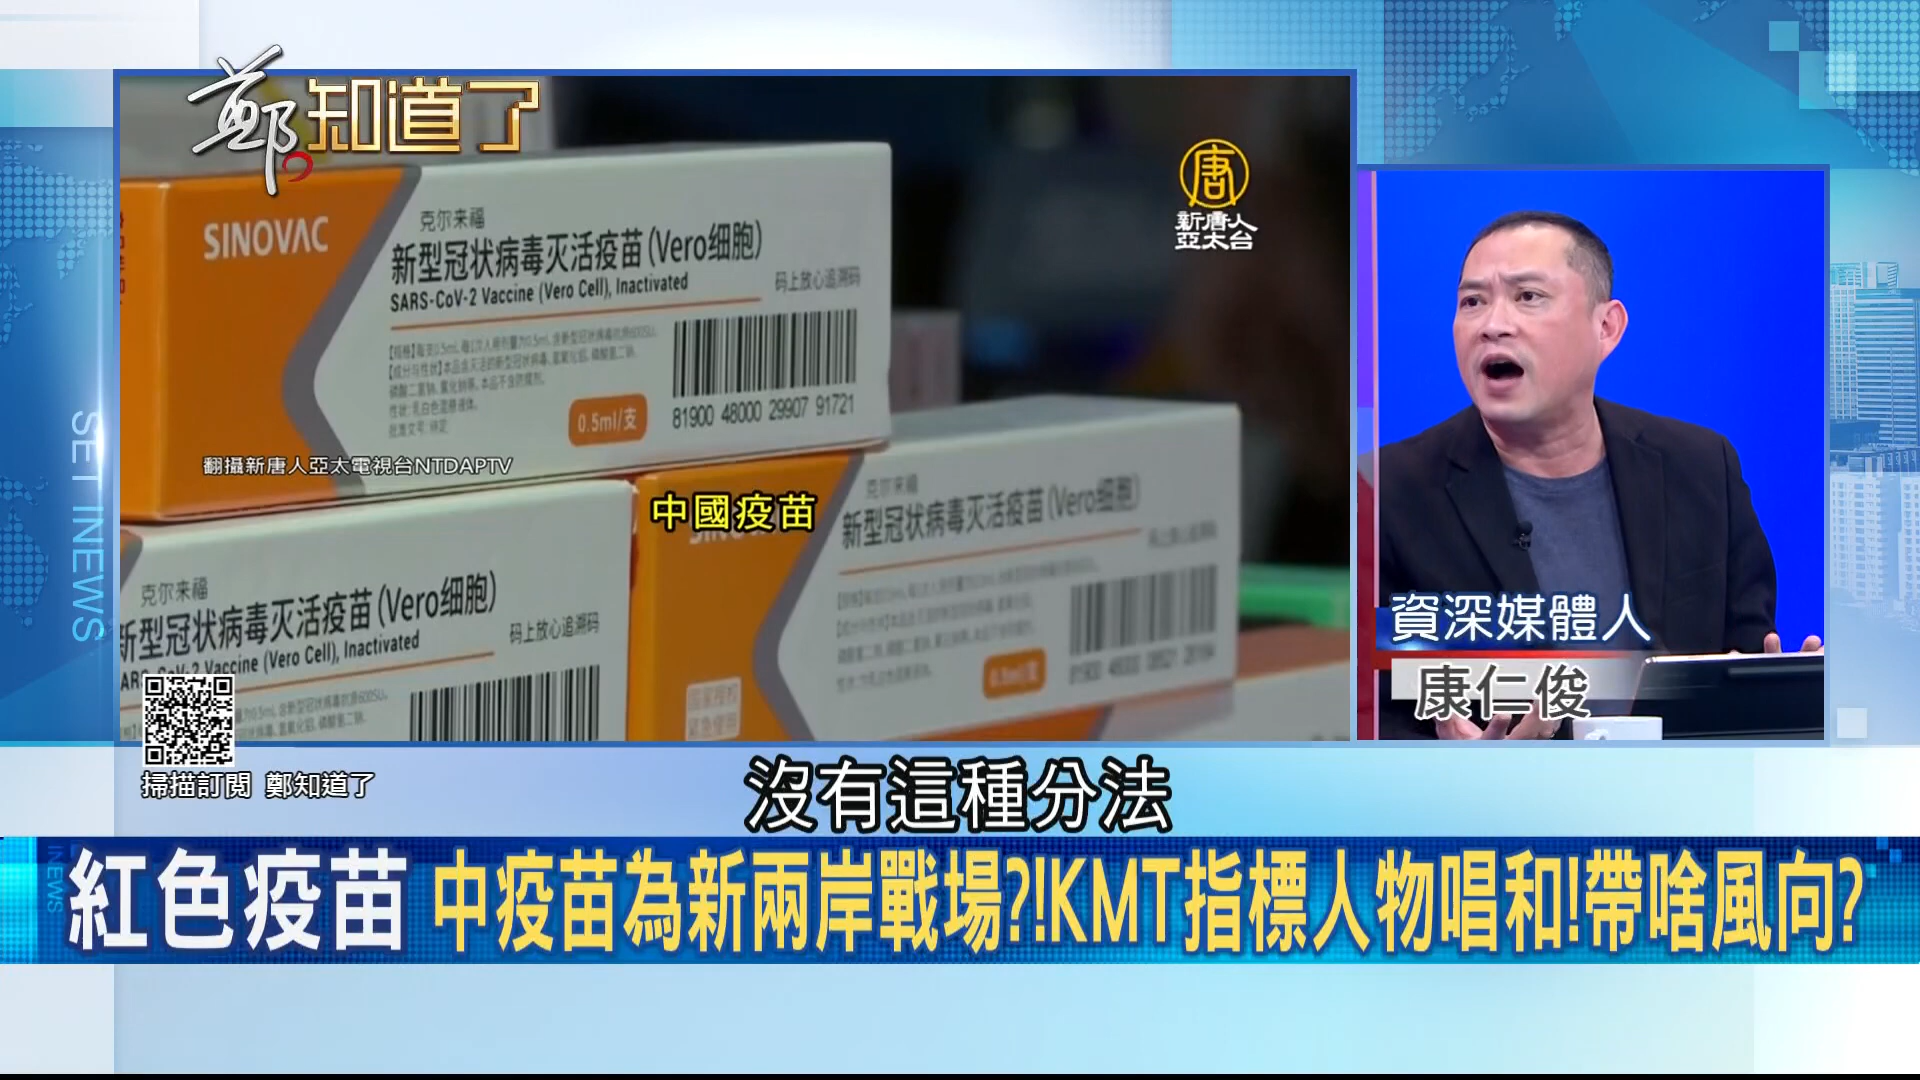 鄭知道了
唐
新唐人
亞太台
SINOVAC
克尔来福
新型冠状病毒灭活疫苗(Vero细胞)
SARS-CoV-2 Vaccine (Vero Cell), Inactivated
码上放心追溯码
0.5ml/支
81900 48000 29907 91721
翻攝新唐人亞太電視台NTDAPTV
中國疫苗
克尔来福
新型冠状病毒灭活疫苗(Vero细胞)
克尔来福
新型冠状病毒灭活疫苗(Vero细胞)
Vaccine (Vero Cell), Inactivated
码上放心追溯码
SET iNEWS
資深媒體人
康仁俊
掃描訂閱 鄭知道了
沒有這種分法
iNEWS
紅色疫苗 中疫苗為新兩岸戰場?!KMT指標人物唱和!帶啥風向?